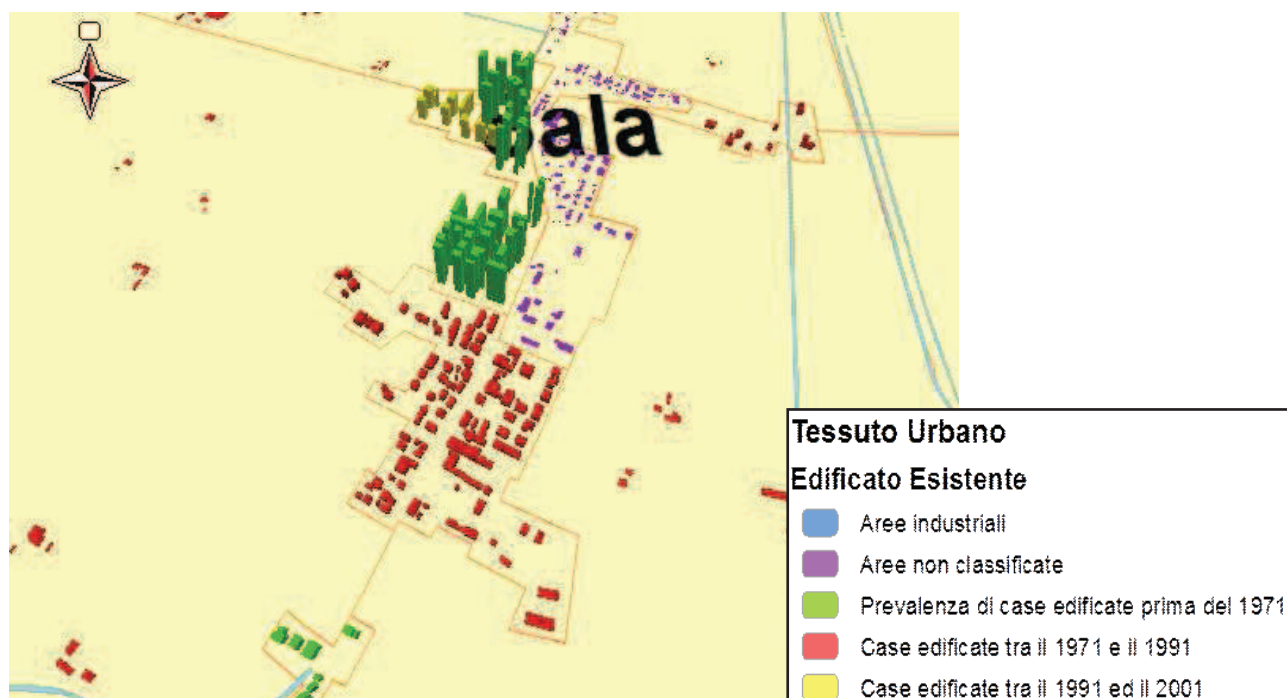 Sala
Tessuto Urbano
Edificato Esistente
Aree industriali
Aree non classificate
Prevalenza di case edificate prima del 1971
Case edificate tra il 1971 e il 1991
Case edificate tra il 1991 ed il 2001